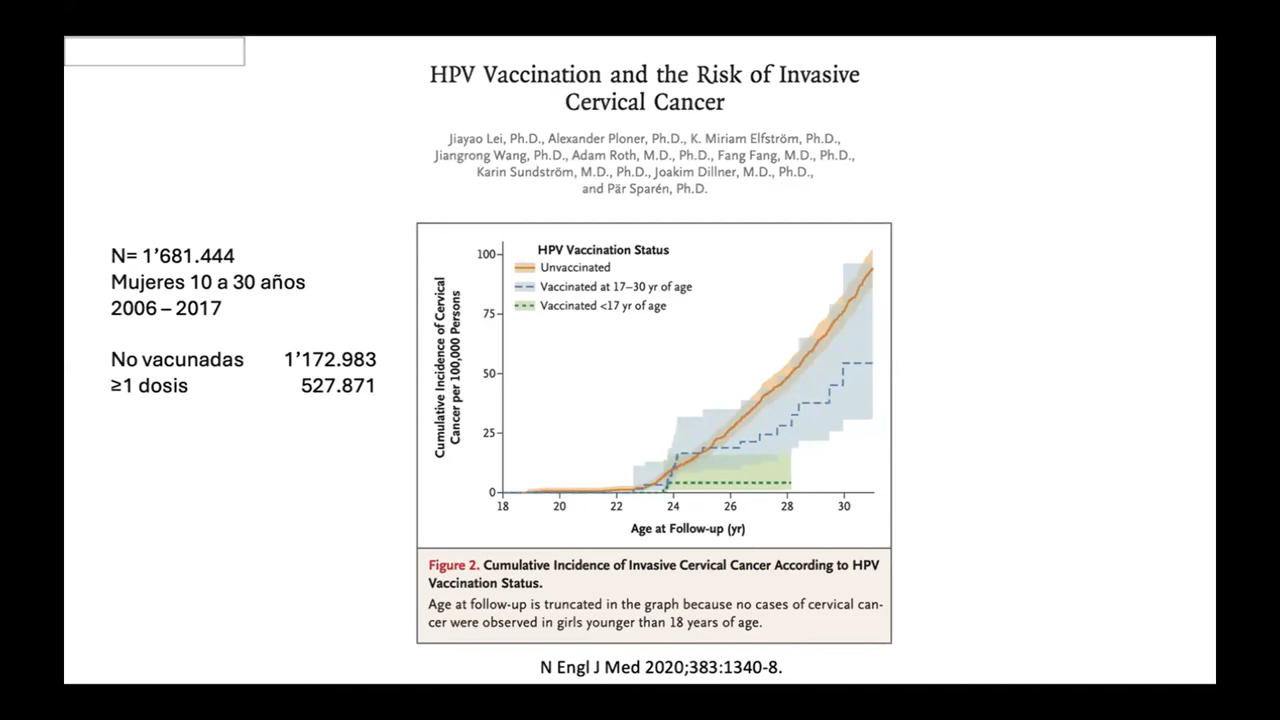 HPV Vaccination and the Risk of Invasive
Cervical Cancer
Jiayao Lei, Ph.D., Alexander Ploner, Ph.D., K. Miriam Elfström, Ph.D.,
Jiangrong Wang, Ph.D., Adam Roth, M.D., Ph.D., Fang Fang, M.D., Ph.D.,
Karin Sundström, M.D., Ph.D., Joakim Dillner, M.D., Ph.D.,
and Pär Sparén, Ph.D.
N= 1’681.444
Mujeres 10 a 30 años
2006 – 2017
No vacunadas 1’172.983
≥1 dosis 527.871
HPV Vaccination Status
Unvaccinated
Vaccinated at 17–30 yr of age
Vaccinated <17 yr of age
Cumulative Incidence of Cervical
Cancer per 100,000 Persons
100
75
50
25
0
18 20 22 24 26 28 30
Age at Follow-up (yr)
Figure 2. Cumulative Incidence of Invasive Cervical Cancer According to HPV
Vaccination Status.
Age at follow-up is truncated in the graph because no cases of cervical can-
cer were observed in girls younger than 18 years of age.
N Engl J Med 2020;383:1340-8.